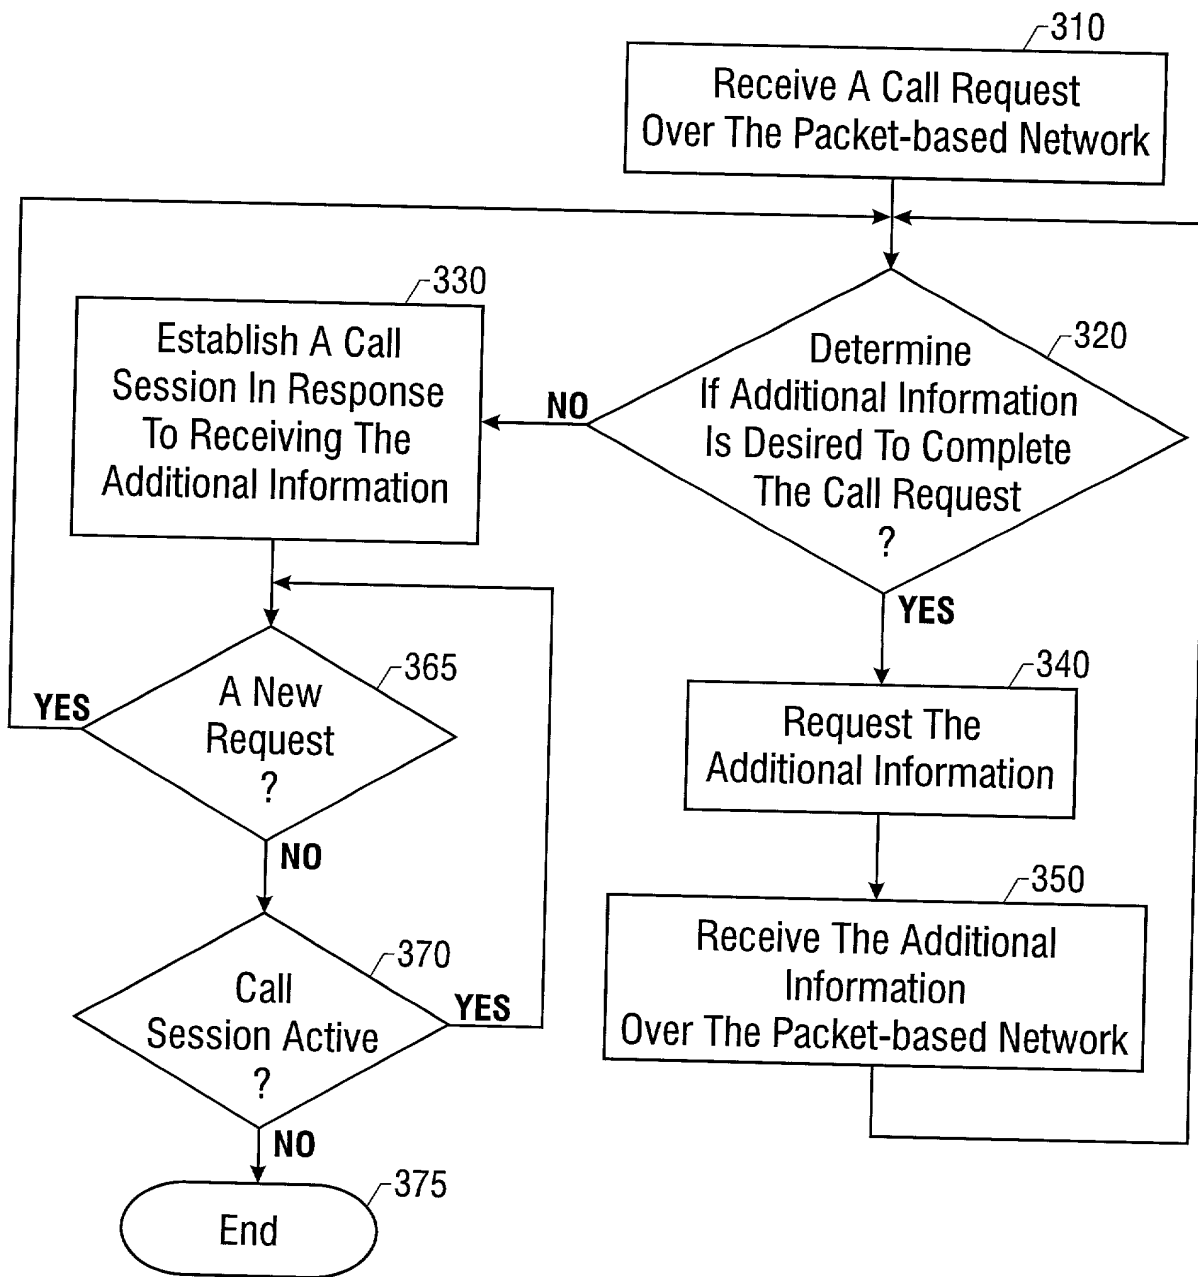 310
Receive A Call Request
Over The Packet-based Network
330
Establish A Call
Session In Response
To Receiving The
Additional Information
NO
320
Determine
If Additional Information
Is Desired To Complete
The Call Request
?
YES
365
A New
Request
?
YES
NO
340
Request The
Additional Information
350
Receive The Additional
Information
Over The Packet-based Network
370
Call
Session Active
?
YES
NO
375
End